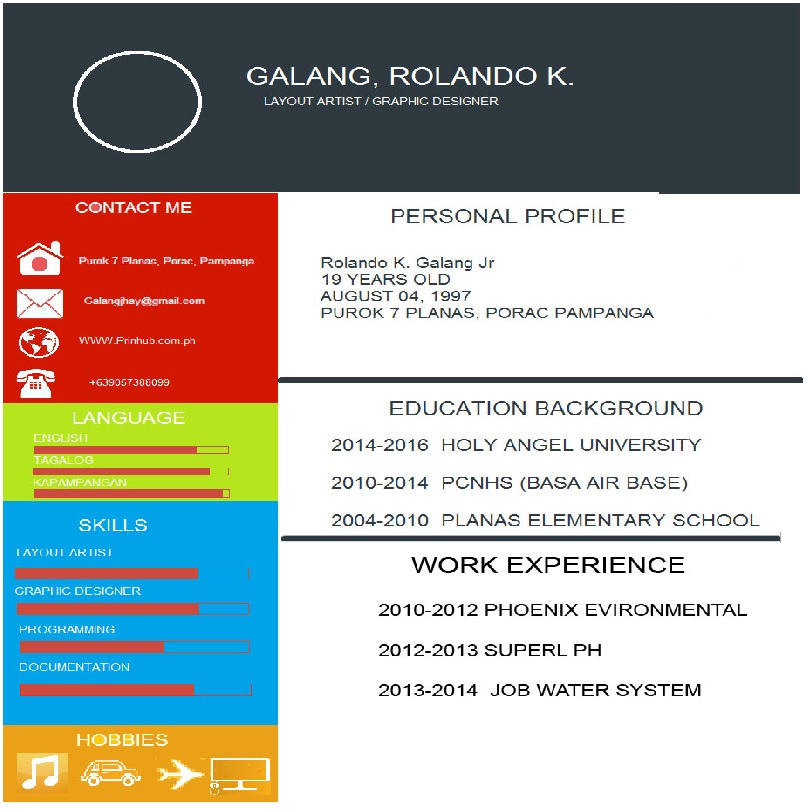 GALANG, ROLANDO K.
LAYOUT ARTIST / GRAPHIC DESIGNER
CONTACT ME
Purok 7 Planas, Porac, Pampanga
Galangjhay@gmail.com
WWW.Prinhub.com.ph
+639057388099
LANGUAGE
ENGLISH
TAGALOG
KAPAMPANGAN
SKILLS
LAYOUT ARTIST
GRAPHIC DESIGNER
PROGRAMMING
DOCUMENTATION
HOBBIES
PERSONAL PROFILE
Rolando K. Galang Jr
19 YEARS OLD
AUGUST 04, 1997
PUROK 7 PLANAS, PORAC PAMPANGA
EDUCATION BACKGROUND
2014-2016 HOLY ANGEL UNIVERSITY
2010-2014 PCNHS (BASA AIR BASE)
2004-2010 PLANAS ELEMENTARY SCHOOL
WORK EXPERIENCE
2010-2012 PHOENIX EVIRONMENTAL
2012-2013 SUPERL PH
2013-2014 JOB WATER SYSTEM